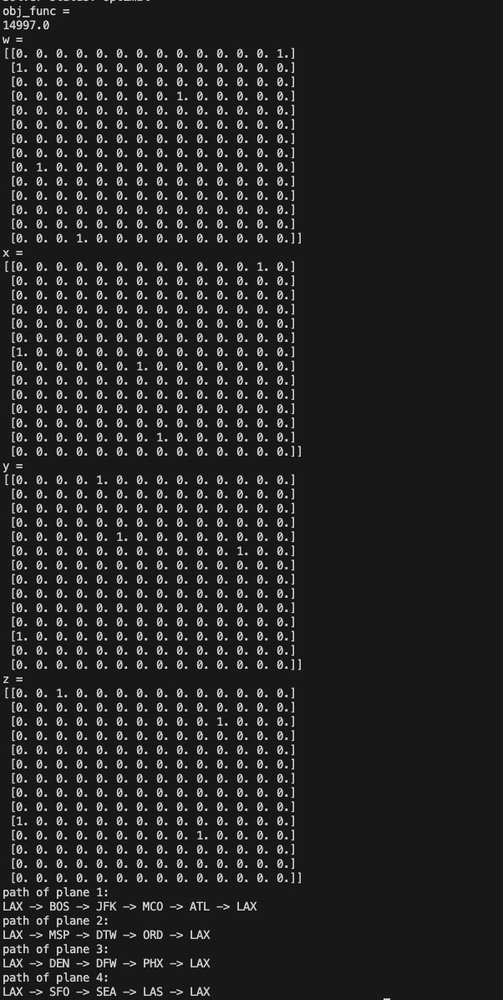 obj_func =
14997.0
w =
[[0. 0. 0. 0. 0. 0. 0. 0. 0. 0. 0. 0. 0. 1.]
[1. 0. 0. 0. 0. 0. 0. 0. 0. 0. 0. 0. 0. 0.]
[0. 0. 0. 0. 0. 0. 0. 0. 0. 0. 0. 0. 0. 0.]
[0. 0. 0. 0. 0. 0. 0. 0. 1. 0. 0. 0. 0. 0.]
[0. 0. 0. 0. 0. 0. 0. 0. 0. 0. 0. 0. 0. 0.]
[0. 0. 0. 0. 0. 0. 0. 0. 0. 0. 0. 0. 0. 0.]
[0. 0. 0. 0. 0. 0. 0. 0. 0. 0. 0. 0. 0. 0.]
[0. 0. 0. 0. 0. 0. 0. 0. 0. 0. 0. 0. 0. 0.]
[0. 1. 0. 0. 0. 0. 0. 0. 0. 0. 0. 0. 0. 0.]
[0. 0. 0. 0. 0. 0. 0. 0. 0. 0. 0. 0. 0. 0.]
[0. 0. 0. 0. 0. 0. 0. 0. 0. 0. 0. 0. 0. 0.]
[0. 0. 0. 0. 0. 0. 0. 0. 0. 0. 0. 0. 0. 0.]
[0. 0. 0. 0. 0. 0. 0. 0. 0. 0. 0. 0. 0. 0.]
[0. 0. 0. 1. 0. 0. 0. 0. 0. 0. 0. 0. 0. 0.]]
x =
[[0. 0. 0. 0. 0. 0. 0. 0. 0. 0. 0. 0. 1. 0.]
[0. 0. 0. 0. 0. 0. 0. 0. 0. 0. 0. 0. 0. 0.]
[0. 0. 0. 0. 0. 0. 0. 0. 0. 0. 0. 0. 0. 0.]
[0. 0. 0. 0. 0. 0. 0. 0. 0. 0. 0. 0. 0. 0.]
[0. 0. 0. 0. 0. 0. 0. 0. 0. 0. 0. 0. 0. 0.]
[0. 0. 0. 0. 0. 0. 0. 0. 0. 0. 0. 0. 0. 0.]
[1. 0. 0. 0. 0. 0. 0. 0. 0. 0. 0. 0. 0. 0.]
[0. 0. 0. 0. 0. 0. 1. 0. 0. 0. 0. 0. 0. 0.]
[0. 0. 0. 0. 0. 0. 0. 0. 0. 0. 0. 0. 0. 0.]
[0. 0. 0. 0. 0. 0. 0. 0. 0. 0. 0. 0. 0. 0.]
[0. 0. 0. 0. 0. 0. 0. 0. 0. 0. 0. 0. 0. 0.]
[0. 0. 0. 0. 0. 0. 0. 0. 0. 0. 0. 0. 0. 0.]
[0. 0. 0. 0. 0. 0. 0. 1. 0. 0. 0. 0. 0. 0.]
[0. 0. 0. 0. 0. 0. 0. 0. 0. 0. 0. 0. 0. 0.]]
y =
[[0. 0. 0. 0. 1. 0. 0. 0. 0. 0. 0. 0. 0. 0.]
[0. 0. 0. 0. 0. 0. 0. 0. 0. 0. 0. 0. 0. 0.]
[0. 0. 0. 0. 0. 0. 0. 0. 0. 0. 0. 0. 0. 0.]
[0. 0. 0. 0. 0. 0. 0. 0. 0. 0. 0. 0. 0. 0.]
[0. 0. 0. 0. 0. 1. 0. 0. 0. 0. 0. 0. 0. 0.]
[0. 0. 0. 0. 0. 0. 0. 0. 0. 0. 0. 1. 0. 0.]
[0. 0. 0. 0. 0. 0. 0. 0. 0. 0. 0. 0. 0. 0.]
[0. 0. 0. 0. 0. 0. 0. 0. 0. 0. 0. 0. 0. 0.]
[0. 0. 0. 0. 0. 0. 0. 0. 0. 0. 0. 0. 0. 0.]
[0. 0. 0. 0. 0. 0. 0. 0. 0. 0. 0. 0. 0. 0.]
[0. 0. 0. 0. 0. 0. 0. 0. 0. 0. 0. 0. 0. 0.]
[1. 0. 0. 0. 0. 0. 0. 0. 0. 0. 0. 0. 0. 0.]
[0. 0. 0. 0. 0. 0. 0. 0. 0. 0. 0. 0. 0. 0.]
[0. 0. 0. 0. 0. 0. 0. 0. 0. 0. 0. 0. 0. 0.]]
z =
[[0. 0. 1. 0. 0. 0. 0. 0. 0. 0. 0. 0. 0. 0.]
[0. 0. 0. 0. 0. 0. 0. 0. 0. 0. 0. 0. 0. 0.]
[0. 0. 0. 0. 0. 0. 0. 0. 0. 0. 1. 0. 0. 0.]
[0. 0. 0. 0. 0. 0. 0. 0. 0. 0. 0. 0. 0. 0.]
[0. 0. 0. 0. 0. 0. 0. 0. 0. 0. 0. 0. 0. 0.]
[0. 0. 0. 0. 0. 0. 0. 0. 0. 0. 0. 0. 0. 0.]
[0. 0. 0. 0. 0. 0. 0. 0. 0. 0. 0. 0. 0. 0.]
[0. 0. 0. 0. 0. 0. 0. 0. 0. 0. 0. 0. 0. 0.]
[0. 0. 0. 0. 0. 0. 0. 0. 0. 0. 0. 0. 0. 0.]
[1. 0. 0. 0. 0. 0. 0. 0. 0. 0. 0. 0. 0. 0.]
[0. 0. 0. 0. 0. 0. 0. 0. 0. 1. 0. 0. 0. 0.]
[0. 0. 0. 0. 0. 0. 0. 0. 0. 0. 0. 0. 0. 0.]
[0. 0. 0. 0. 0. 0. 0. 0. 0. 0. 0. 0. 0. 0.]
[0. 0. 0. 0. 0. 0. 0. 0. 0. 0. 0. 0. 0. 0.]]
path of plane 1:
LAX -> BOS -> JFK -> MCO -> ATL -> LAX
path of plane 2:
LAX -> MSP -> DTW -> ORD -> LAX
path of plane 3:
LAX -> DEN -> DFW -> PHX -> LAX
path of plane 4:
LAX -> SFO -> SEA -> LAS -> LAX